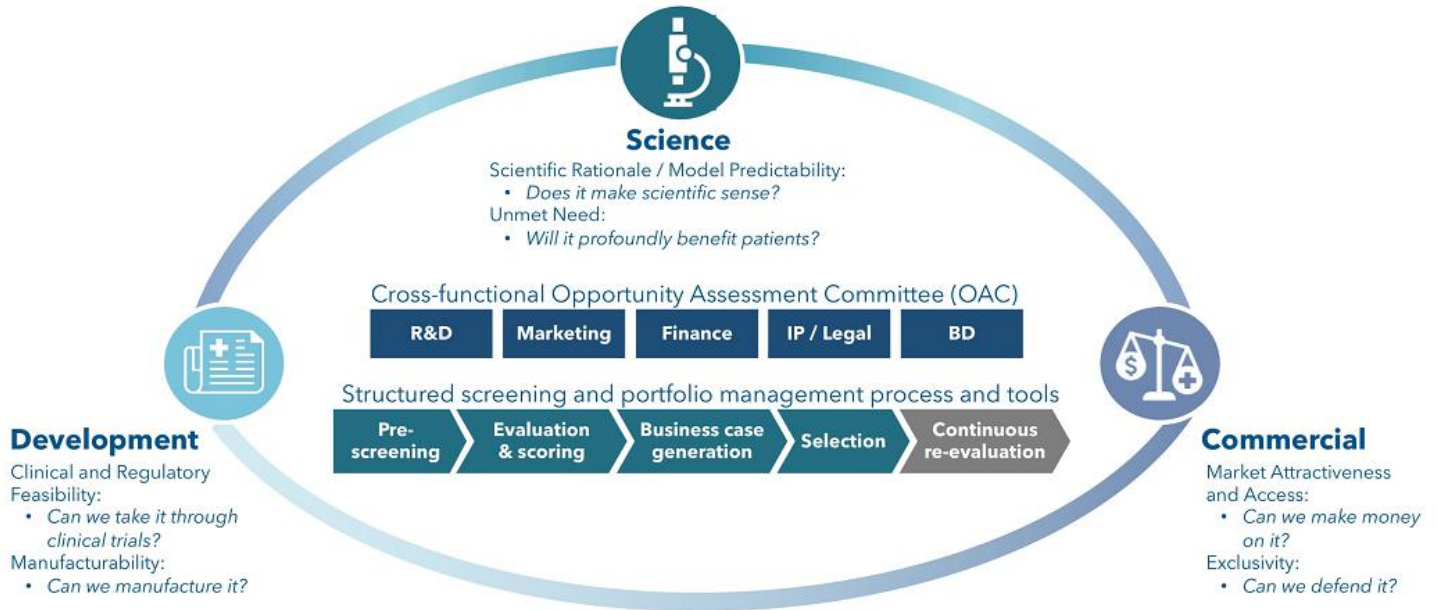 Science
Scientific Rationale / Model Predictability:
• Does it make scientific sense?
Unmet Need:
• Will it profoundly benefit patients?
Cross-functional Opportunity Assessment Committee (OAC)
R&D
Marketing
Finance
IP / Legal
BD
Structured screening and portfolio management process and tools
Pre-
screening
Evaluation
& scoring
Business case
generation
Selection
Continuous
re-evaluation
Development
Clinical and Regulatory
Feasibility:
• Can we take it through
clinical trials?
Manufacturability:
• Can we manufacture it?
$
Commercial
Market Attractiveness
and Access:
• Can we make money
on it?
Exclusivity:
• Can we defend it?